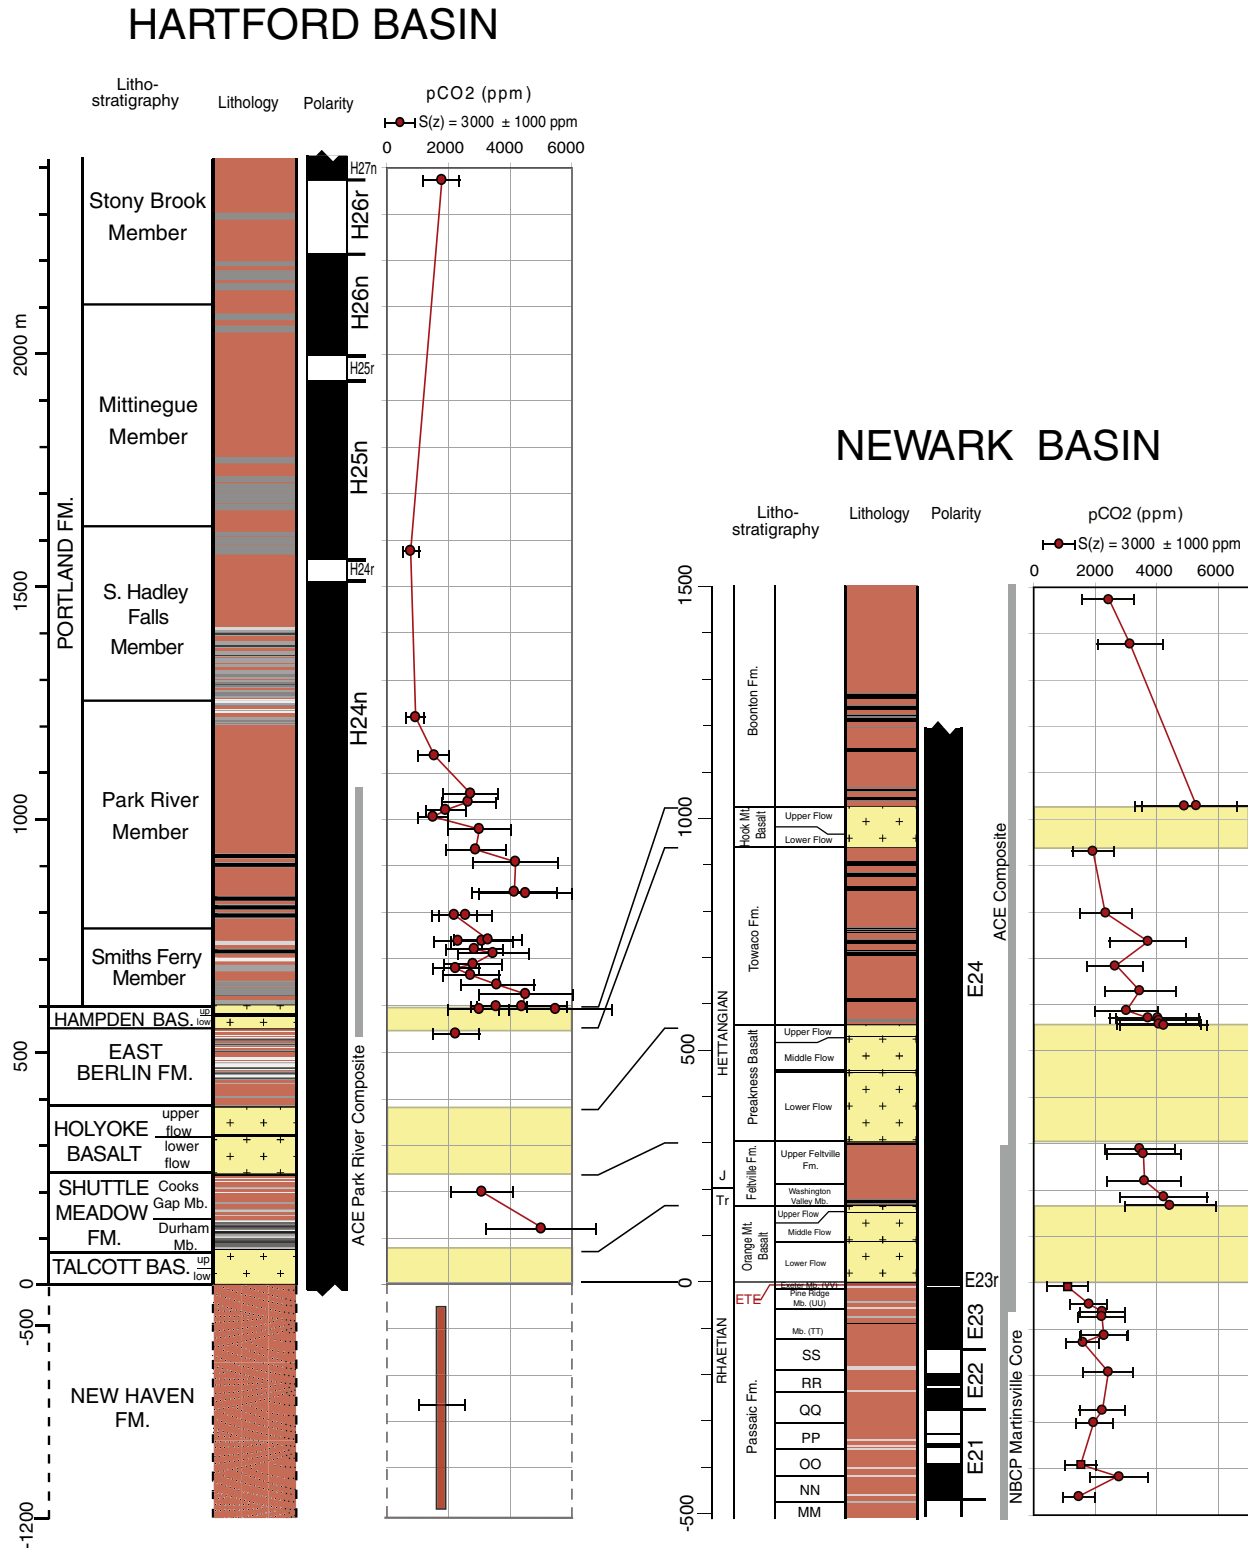 HARTFORD BASIN
Litho-
stratigraphy
Lithology
Polarity
pCO2 (ppm)
S(z) = 3000 ± 1000 ppm
0 2000 4000 6000
2000 m
1500
1000
500
0
-500
-1200
PORTLAND FM.
Stony Brook
Member
Mittinegue
Member
S. Hadley
Falls
Member
Park River
Member
Smiths Ferry
Member
HAMPDEN BAS.
up
low
EAST
BERLIN FM.
HOLYOKE
BASALT
upper
flow
lower
flow
SHUTTLE
MEADOW
FM.
Cooks
Gap Mb.
Durham
Mb.
TALCOTT BAS.
up
low
NEW HAVEN
FM.
H27n
H26r
H26n
H25r
H25n
H24r
H24n
ACE Park River Composite
NEWARK BASIN
Litho-
stratigraphy
Lithology
Polarity
pCO2 (ppm)
S(z) = 3000 ± 1000 ppm
0 2000 4000 6000
1500
1000
500
0
-500
HETTANGIAN
J
Tr
RHAETIAN
Boonton Fm.
Hook Mt.
Basalt
Upper Flow
Lower Flow
Towaco Fm.
Preakness Basalt
Upper Flow
Middle Flow
Lower Flow
Feltville Fm.
Upper Feltville
Fm.
Washington
Valley Mb.
Orange Mt.
Basalt
Upper Flow
Middle Flow
Lower Flow
ETE
Exeter Mb. (VV)
Pine Ridge
Mb. (UU)
Mb. (TT)
Passaic Fm.
SS
RR
QQ
PP
OO
NN
MM
E24
E23r
E23
E22
E21
ACE Composite
NBCP Martinsville Core